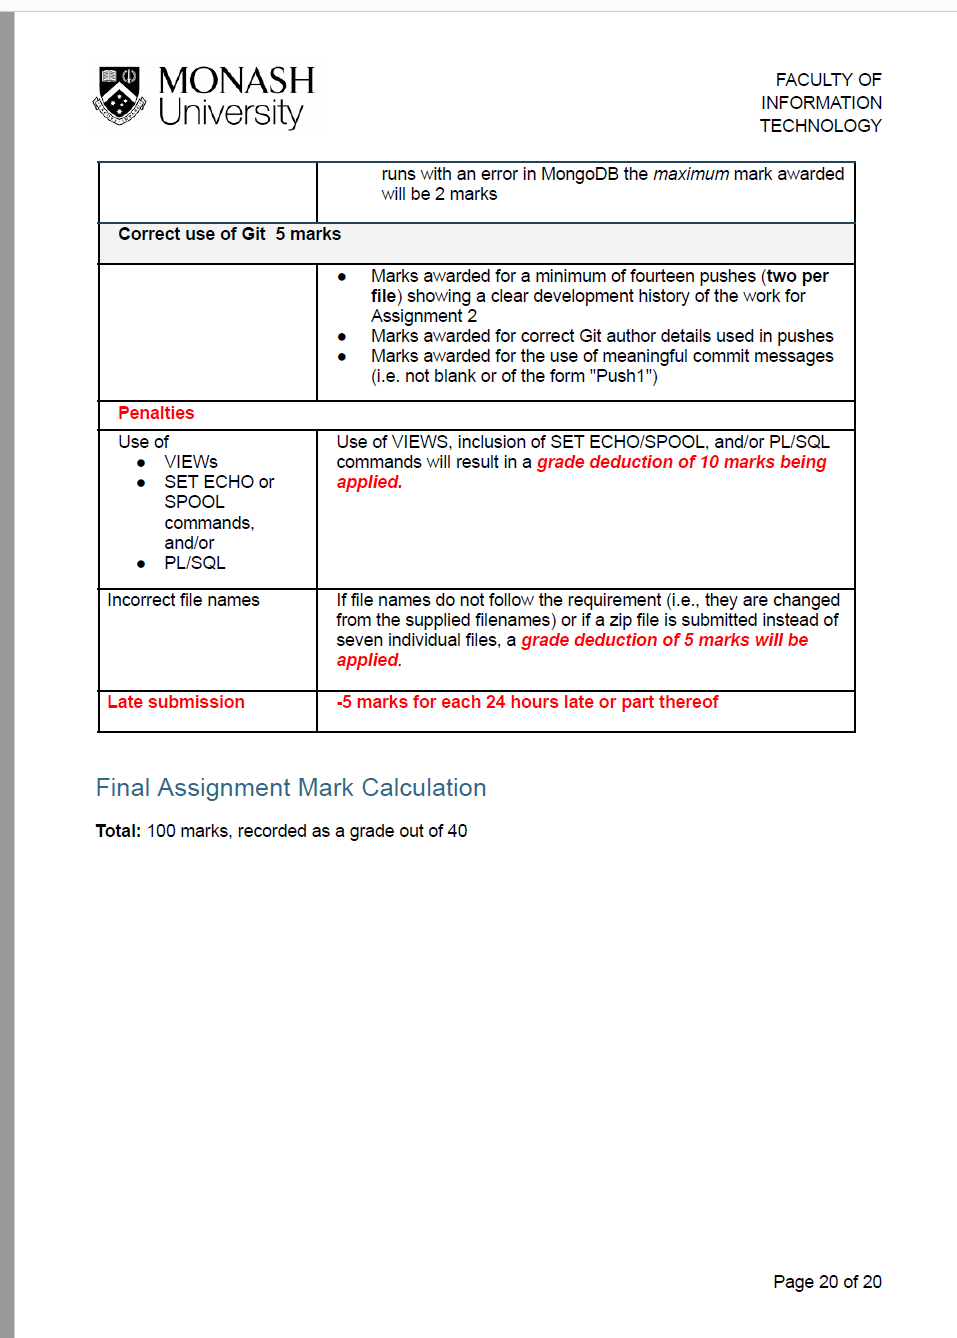 MONASH
University
FACULTY OF
INFORMATION
TECHNOLOGY
runs with an error in MongoDB the maximum mark awarded
will be 2 marks
Correct use of Git  5 marks
● Marks awarded for a minimum of fourteen pushes (two per
file) showing a clear development history of the work for
Assignment 2
● Marks awarded for correct Git author details used in pushes
● Marks awarded for the use of meaningful commit messages
(i.e. not blank or of the form "Push1")
Penalties
Use of
● VIEWs
● SET ECHO or
SPOOL
commands,
and/or
● PL/SQL
Use of VIEWS, inclusion of SET ECHO/SPOOL, and/or PL/SQL
commands will result in a grade deduction of 10 marks being
applied.
Incorrect file names
If file names do not follow the requirement (i.e., they are changed
from the supplied filenames) or if a zip file is submitted instead of
seven individual files, a grade deduction of 5 marks will be
applied.
Late submission
-5 marks for each 24 hours late or part thereof
Final Assignment Mark Calculation
Total: 100 marks, recorded as a grade out of 40
Page 20 of 20